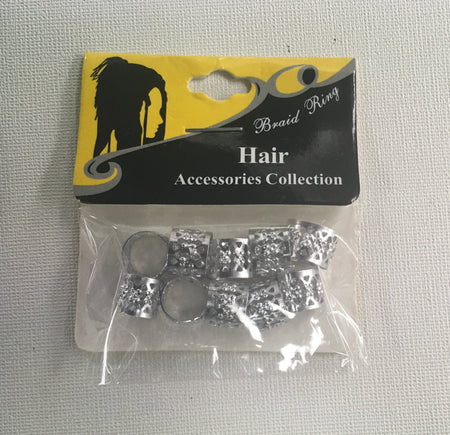 Braid Ring
Hair
Accessories Collection